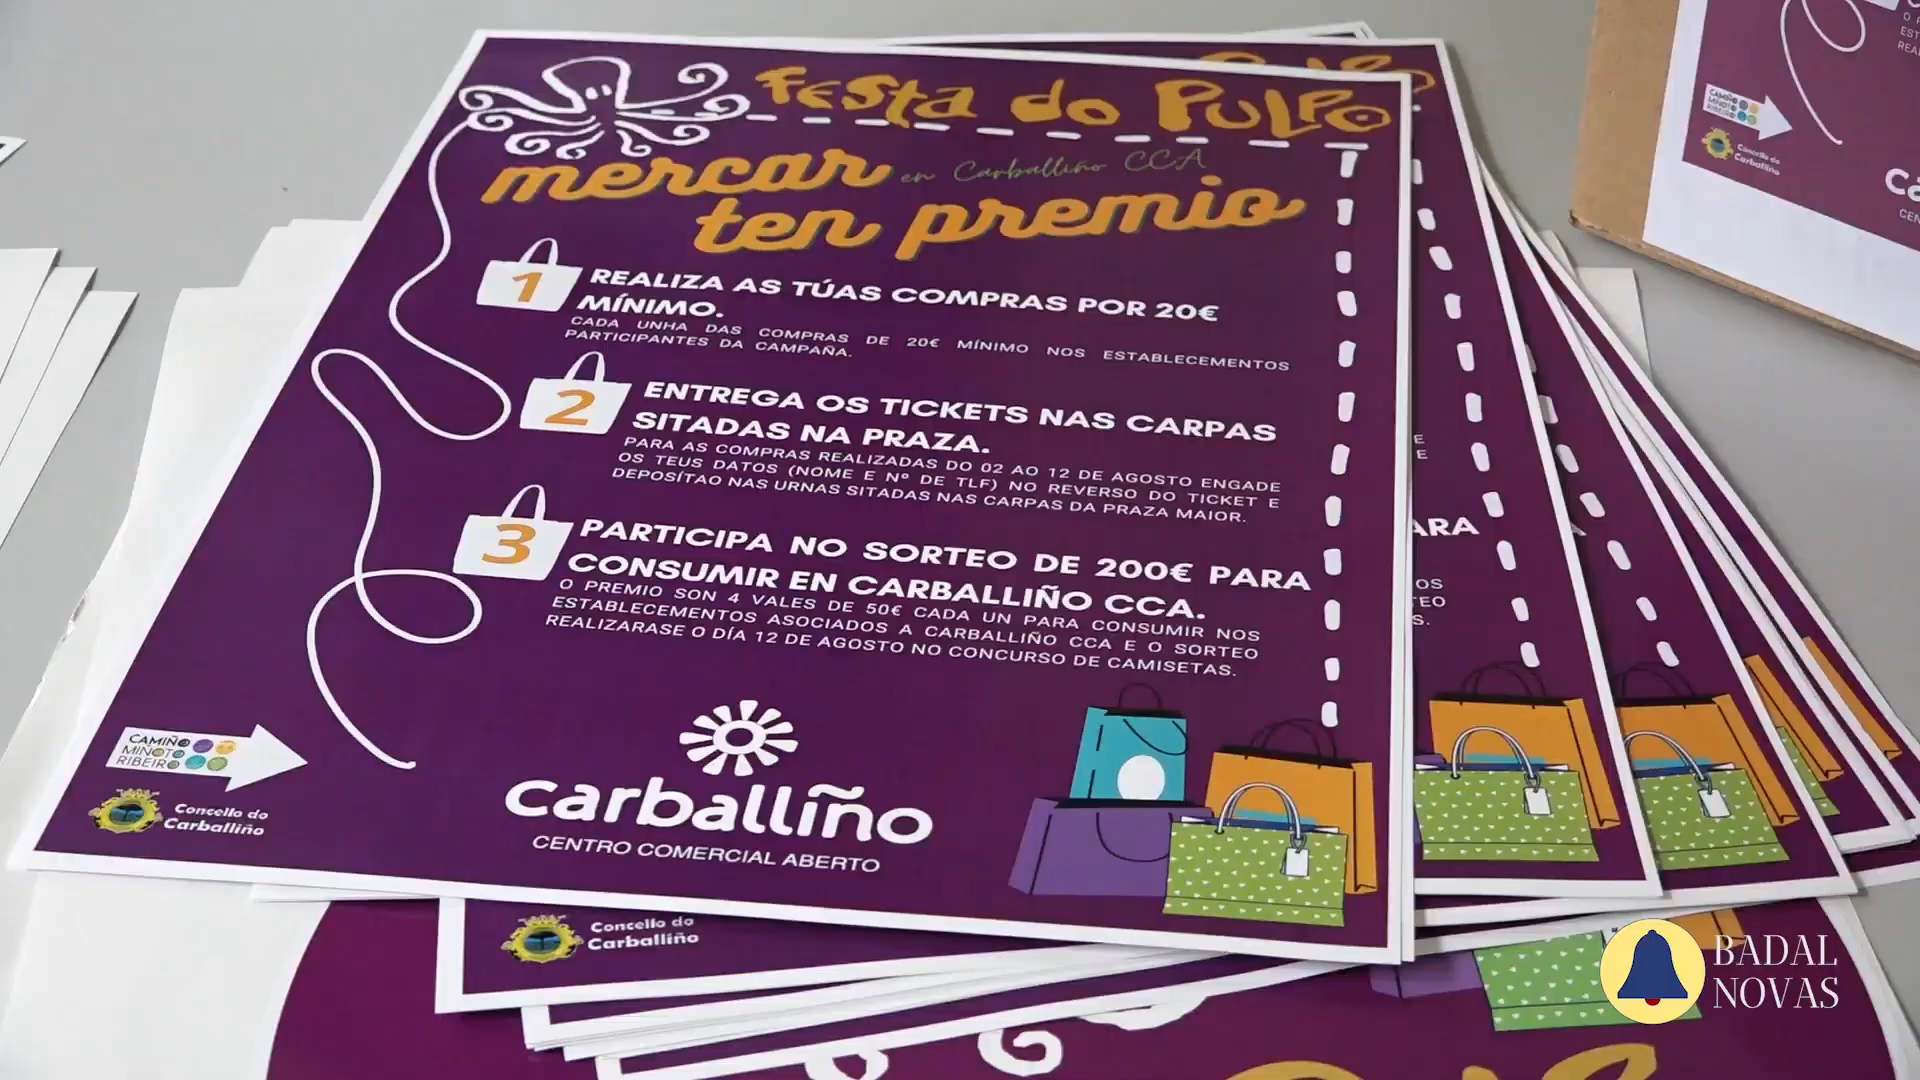 FESta do PULPO
mercar en Carballiño CCA
ten premio
1 REALIZA AS TÚAS COMPRAS POR 20€
MÍNIMO.
CADA UNHA DAS COMPRAS DE 20€ MÍNIMO NOS ESTABLECEMENTOS
PARTICIPANTES DA CAMPAÑA.
2 ENTREGA OS TICKETS NAS CARPAS
SITADAS NA PRAZA.
PARA AS COMPRAS REALIZADAS DO 02 AO 12 DE AGOSTO ENGADE
OS TEUS DATOS (NOME E Nº DE TLF) NO REVERSO DO TICKET E
DEPOSÍTAO NAS URNAS SITADAS NAS CARPAS DA PRAZA MAIOR.
3 PARTICIPA NO SORTEO DE 200€ PARA
CONSUMIR EN CARBALLIÑO CCA.
O PREMIO SON 4 VALES DE 50€ CADA UN PARA CONSUMIR NOS
ESTABLECEMENTOS ASOCIADOS A CARBALLIÑO CCA E O SORTEO
REALIZARASE O DÍA 12 DE AGOSTO NO CONCURSO DE CAMISETAS.
CAMIÑO
MIÑOTO
RIBEIRO
Concello do
Carballiño
carballiño
CENTRO COMERCIAL ABERTO
Concello do
Carballiño
CAMIÑO
MIÑOTO
RIBEIRO
Concello do
Carballiño
BADAL
NOVAS